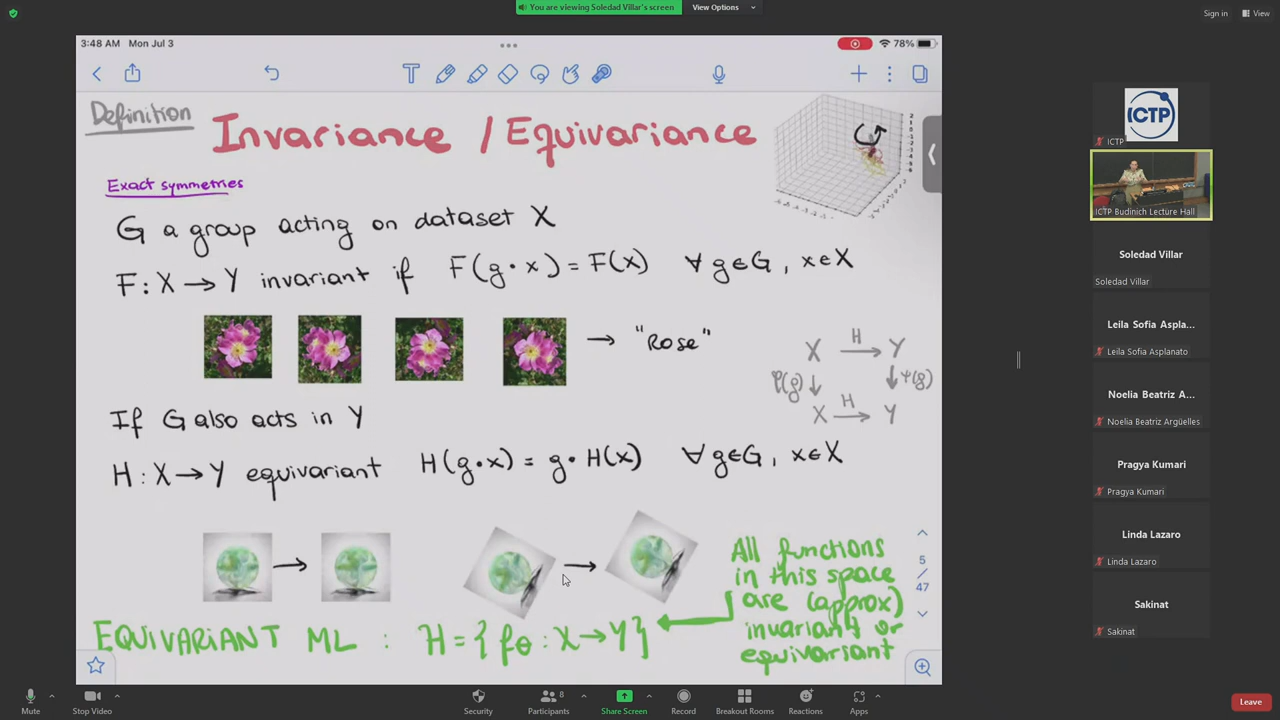 You are viewing Soledad Villar's screen
View Options
Sign in
View
3:48 AM Mon Jul 3
78%
Definition
Invariance / Equivariance
Exact symmetries
G a group acting on dataset X
F: X → Y invariant if F(g·x) = F(x) ∀ g∈G, x∈X
→ "Rose"
X H→ Y
φ(g)↓ ↓ψ(g)
X H→ Y
If G also acts in Y
H: X → Y equivariant H(g·x) = g·H(x) ∀ g∈G, x∈X
All functions
in this space
are (approx)
invariant or
equivariant
EQUIVARIANT ML : H = { fθ : X → Y }
5
/
47
ICTP
ICTP
ICTP Budinich Lecture Hall
Soledad Villar
Soledad Villar
Leila Sofia Aspla...
Leila Sofia Asplanato
Noelia Beatriz A...
Noelia Beatriz Argüelles
Pragya Kumari
Pragya Kumari
Linda Lazaro
Linda Lazaro
Sakinat
Sakinat
Mute
Stop Video
Security
Participants
8
Share Screen
Record
Breakout Rooms
Reactions
Apps
Leave